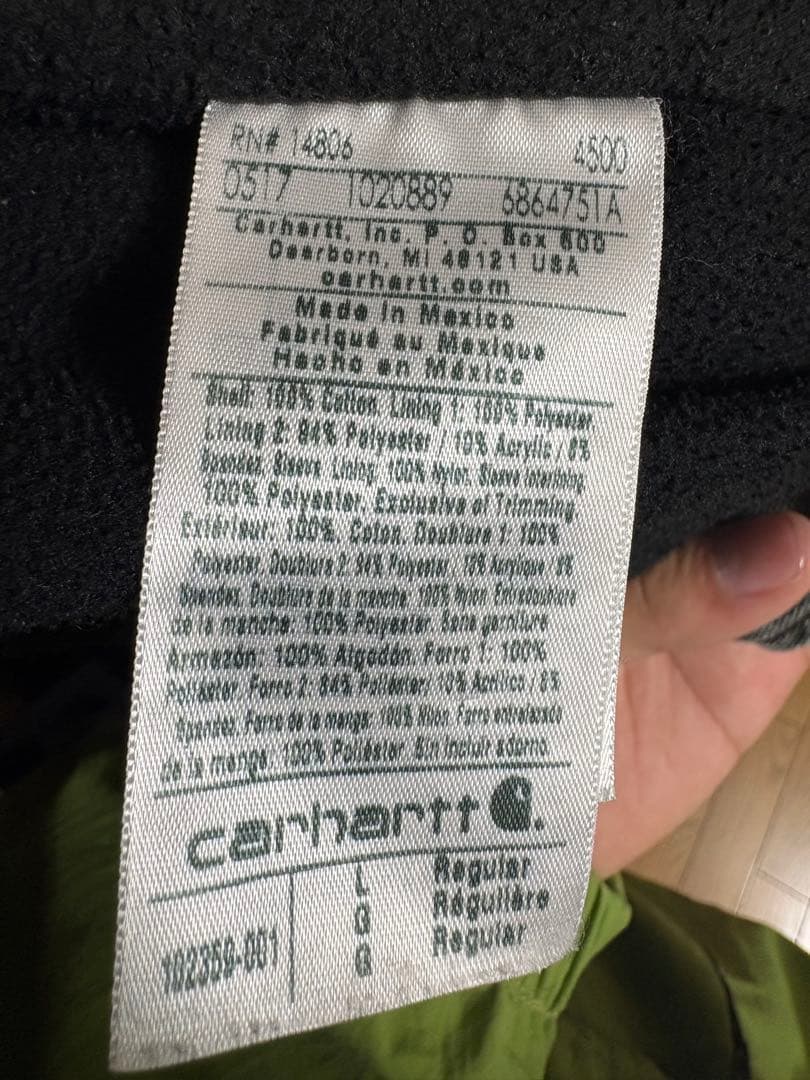 RN# 14806 4500
0517 1020889 6864751A
Carhartt, Inc. P. O. Box 600
Dearborn, MI 48121 USA
carhartt.com
Made in Mexico
Fabriqué au Mexique
Hecho en México
Shell: 100% Cotton. Lining 1: 100% Polyester
Lining 2: 84% Polyester / 10% Acrylic / 6%
Spandex. Sleeve Lining: 100% Nylon. Sleeve Interlining
100% Polyester. Exclusive of Trimming
Extérieur: 100%. Coton. Doublure 1: 100%
Polyester. Doublure 2: 84% Polyester. 10% Acrylique / 6%
Spandex. Doublure de la manche: 100% Nylon Entredoublure
de la manche: 100% Polyester. Sans garniture
Armazón: 100% Algodón. Forro 1: 100%
Poliéster. Forro 2: 84% Poliéster. 10% Acrílico / 6%
Spandex. Forro de la manga: 100% Nilon. Forro entrelazado
de la manga: 100% Poliéster. Sin incluir adorno.
carhartt
102359-001 L Regular
G Régulière
G Regular